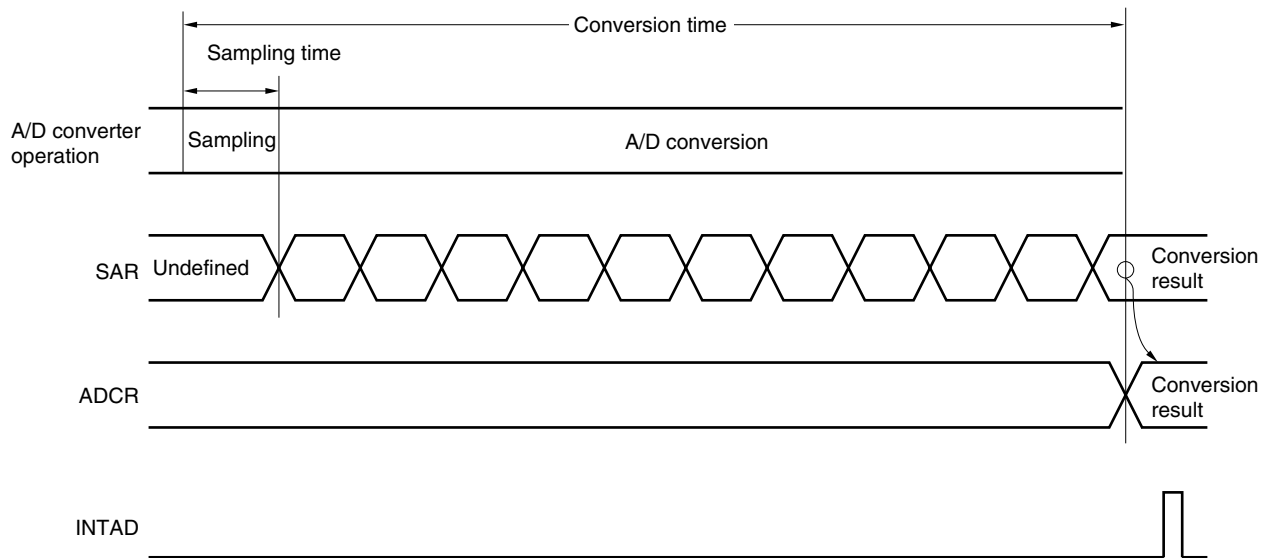 Conversion time
Sampling time
A/D converter
operation
Sampling
A/D conversion
SAR
Undefined
Conversion
result
ADCR
Conversion
result
INTAD